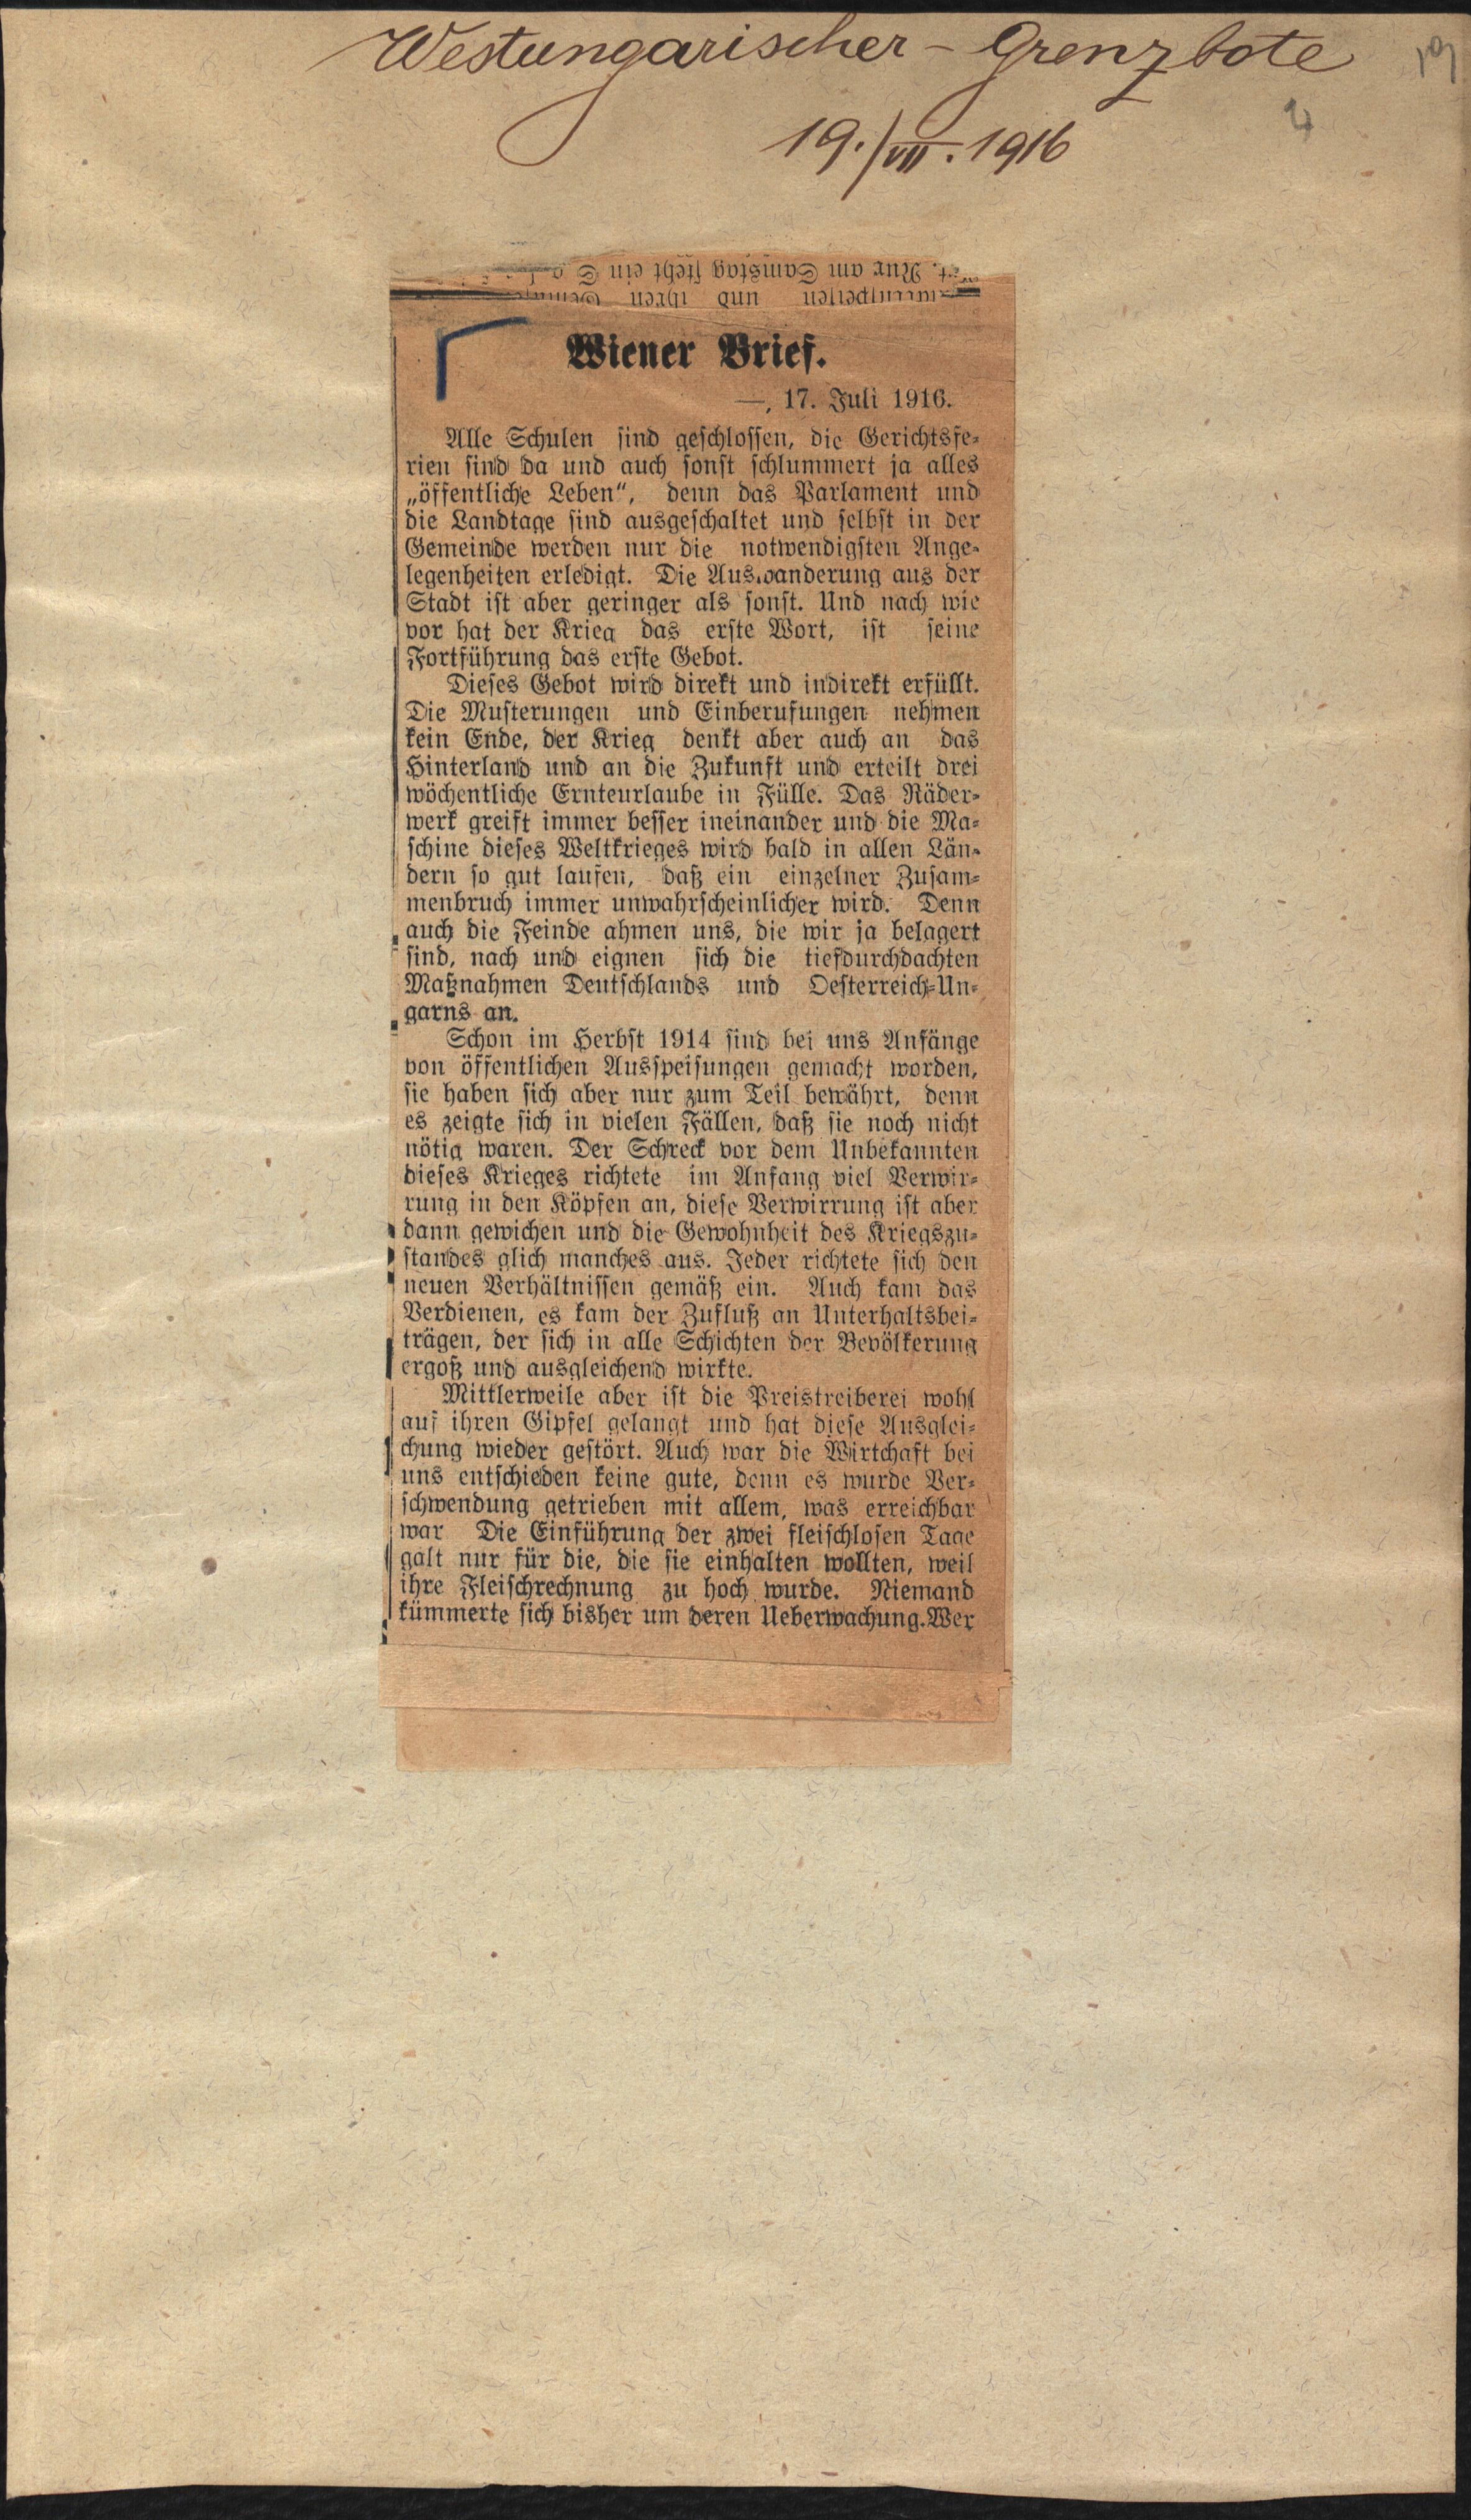 Westungarischer - Grenzbote
19./VII. 1916
4
Nur am Samstag steht ein
und ihren
Wiener Brief.
—, 17. Juli 1916.
Alle Schulen sind geschlossen, die Gerichtsfe-
rien sind da und auch sonst schlummert ja alles
„öffentliche Leben“, denn das Parlament und
die Landtage sind ausgeschaltet und selbst in der
Gemeinde werden nur die notwendigsten Ange-
legenheiten erledigt. Die Auswanderung aus der
Stadt ist aber geringer als sonst. Und nach wie
vor hat der Krieg das erste Wort, ist seine
Fortführung das erste Gebot.
Dieses Gebot wird direkt und indirekt erfüllt.
Die Musterungen und Einberufungen nehmen
kein Ende, der Krieg denkt aber auch an das
Hinterland und an die Zukunft und erteilt drei
wöchentliche Ernteurlaube in Fülle. Das Räder-
werk greift immer besser ineinander und die Ma-
schine dieses Weltkrieges wird bald in allen Län-
dern so gut laufen, daß ein einzelner Zusam-
menbruch immer unwahrscheinlicher wird. Denn
auch die Feinde ahmen uns, die wir ja belagert
sind, nach und eignen sich die tiefdurchdachten
Maßnahmen Deutschlands und Oesterreich-Un-
garns an.
Schon im Herbst 1914 sind bei uns Anfänge
von öffentlichen Ausspeisungen gemacht worden,
sie haben sich aber nur zum Teil bewährt, denn
es zeigte sich in vielen Fällen, daß sie noch nicht
nötig waren. Der Schreck vor dem Unbekannten
dieses Krieges richtete im Anfang viel Verwir-
rung in den Köpfen an, diese Verwirrung ist aber
dann gewichen und die Gewohnheit des Kriegszu-
standes glich manches aus. Jeder richtete sich den
neuen Verhältnissen gemäß ein. Auch kam das
Verdienen, es kam der Zufluß an Unterhaltsbei-
trägen, der sich in alle Schichten der Bevölkerung
ergoß und ausgleichend wirkte.
Mittlerweile aber ist die Preistreiberei wohl
auf ihren Gipfel gelangt und hat diese Ausglei-
chung wieder gestört. Auch war die Wirtchaft bei
uns entschieden keine gute, denn es wurde Ver-
schwendung getrieben mit allem, was erreichbar
war Die Einführung der zwei fleischlosen Tage
galt nur für die, die sie einhalten wollten, weil
ihre Fleischrechnung zu hoch wurde. Niemand
kümmerte sich bisher um deren Ueberwachung.Wer